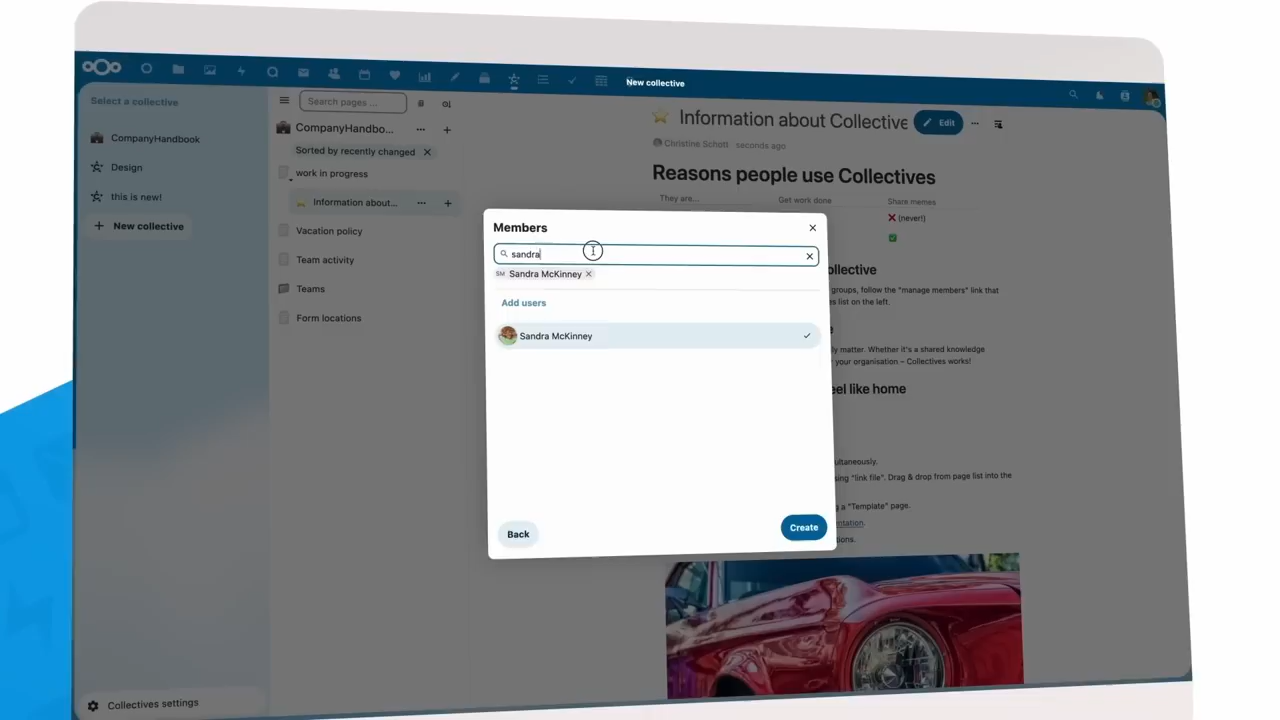 New collective
Select a collective
CompanyHandbook
Design
this is new!
New collective
Collectives settings
Search pages ...
CompanyHandbo...
Sorted by recently changed
work in progress
Information about...
Vacation policy
Team activity
Teams
Form locations
Information about Collective
Edit
Christine Schott seconds ago
Reasons people use Collectives
They are... Get work done Share memes
(never!)
ollective
groups, follow the "manage members" link that
es list on the left.
e
ly matter. Whether it's a shared knowledge
r your organisation – Collectives works!
eel like home
ultaneously.
sing "link file". Drag & drop from page list into the
g a "Template" page.
ntation.
tions.
Members
sandra
SM Sandra McKinney
Add users
Sandra McKinney
Back
Create